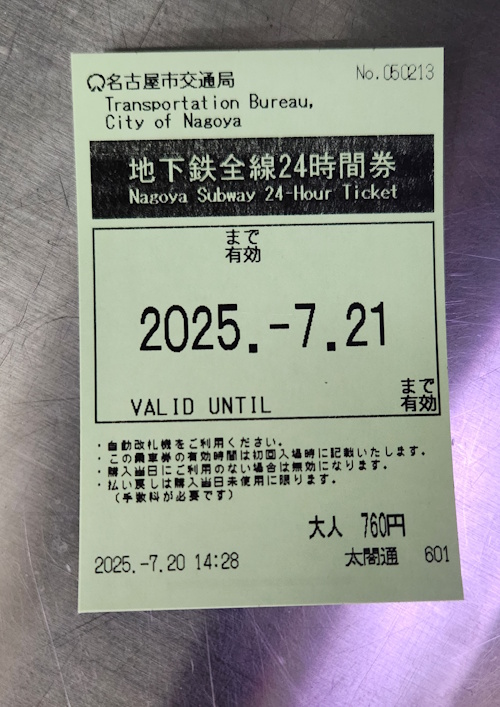 名古屋市交通局
No.050213
Transportation Bureau,
City of Nagoya
地下鉄全線24時間券
Nagoya Subway 24-Hour Ticket
まで
有効
2025.-7.21
VALID UNTIL
まで
有効
・自動改札機をご利用ください。
・この乗車券の有効時間は初回入場時に記載いたします。
・購入当日にご利用のない場合は無効になります。
・払い戻しは購入当日未使用に限ります。
（手数料が必要です）
大人 760円
2025.-7.20 14:28
太閤通 601